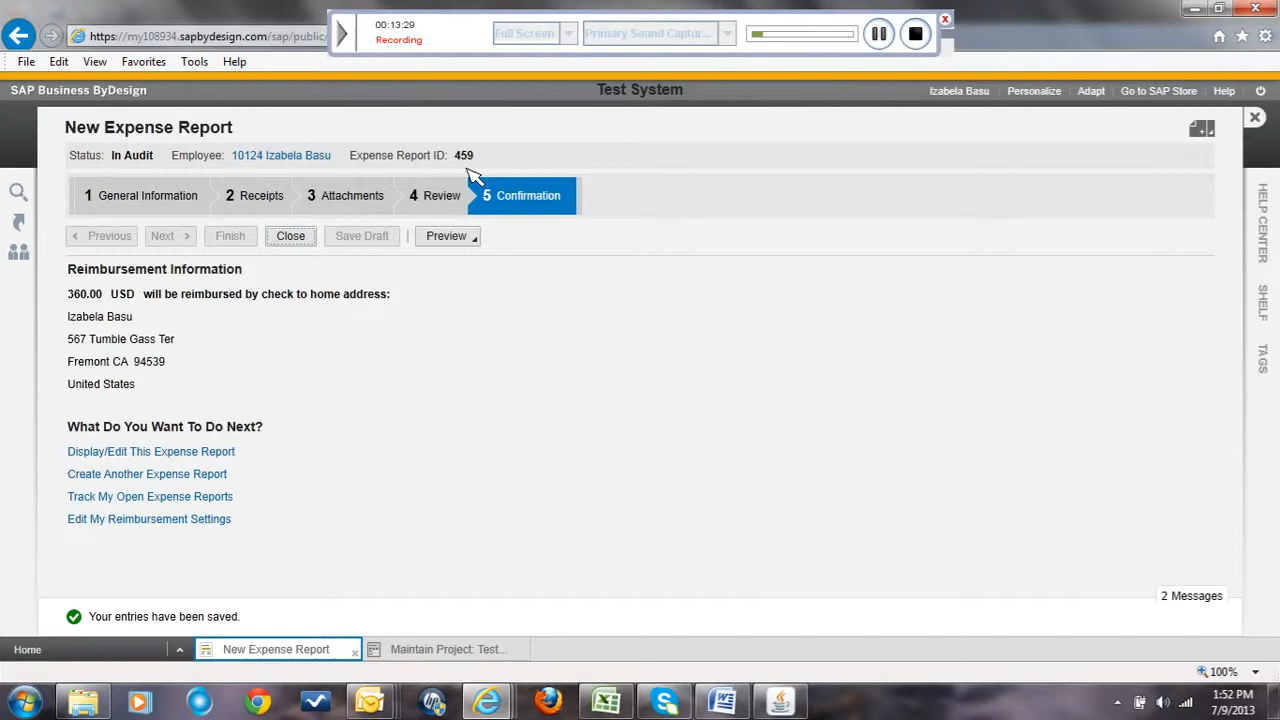 00:13:29
Recording
Full Screen
Primary Sound Captur...
https://my108934.sapbydesign.com/sap/public/
File Edit View Favorites Tools Help
SAP Business ByDesign
Test System
Izabela Basu Personalize Adapt Go to SAP Store Help
New Expense Report
Status: In Audit Employee: 10124 Izabela Basu Expense Report ID: 459
1 General Information 2 Receipts 3 Attachments 4 Review 5 Confirmation
Previous Next Finish Close Save Draft | Preview
Reimbursement Information
360.00 USD will be reimbursed by check to home address:
Izabela Basu
567 Tumble Gass Ter
Fremont CA 94539
United States
What Do You Want To Do Next?
Display/Edit This Expense Report
Create Another Expense Report
Track My Open Expense Reports
Edit My Reimbursement Settings
HELP CENTER
SHELF
TAGS
2 Messages
Your entries have been saved.
Home New Expense Report Maintain Project: Test...
100%
1:52 PM
7/9/2013